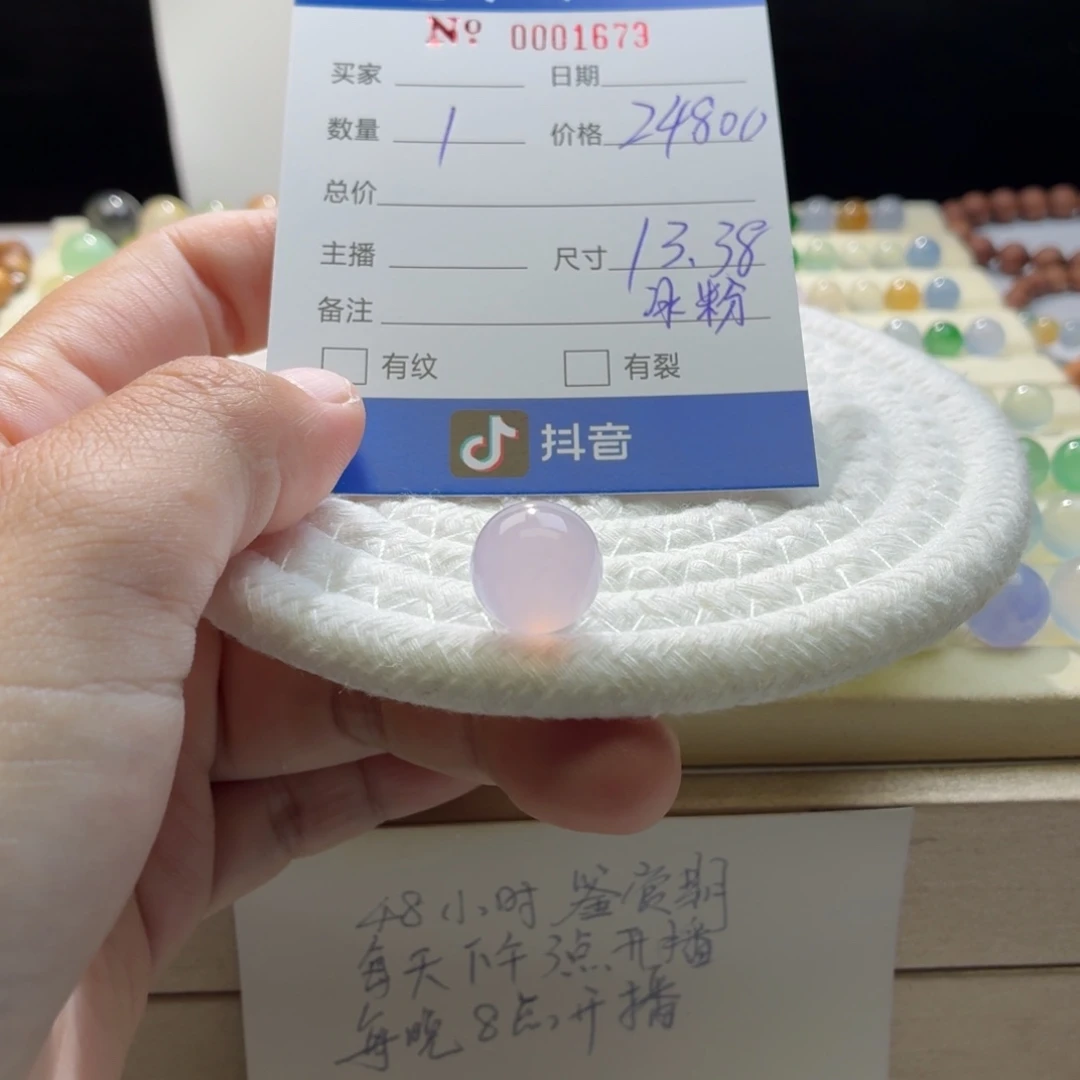 № 0001673
买家 日期
数量 1 价格 24800
总价
主播 尺寸 13.38
备注 冰粉
有纹 有裂
抖音
48小时鉴赏期
每天下午3点开播
每晚8点开播